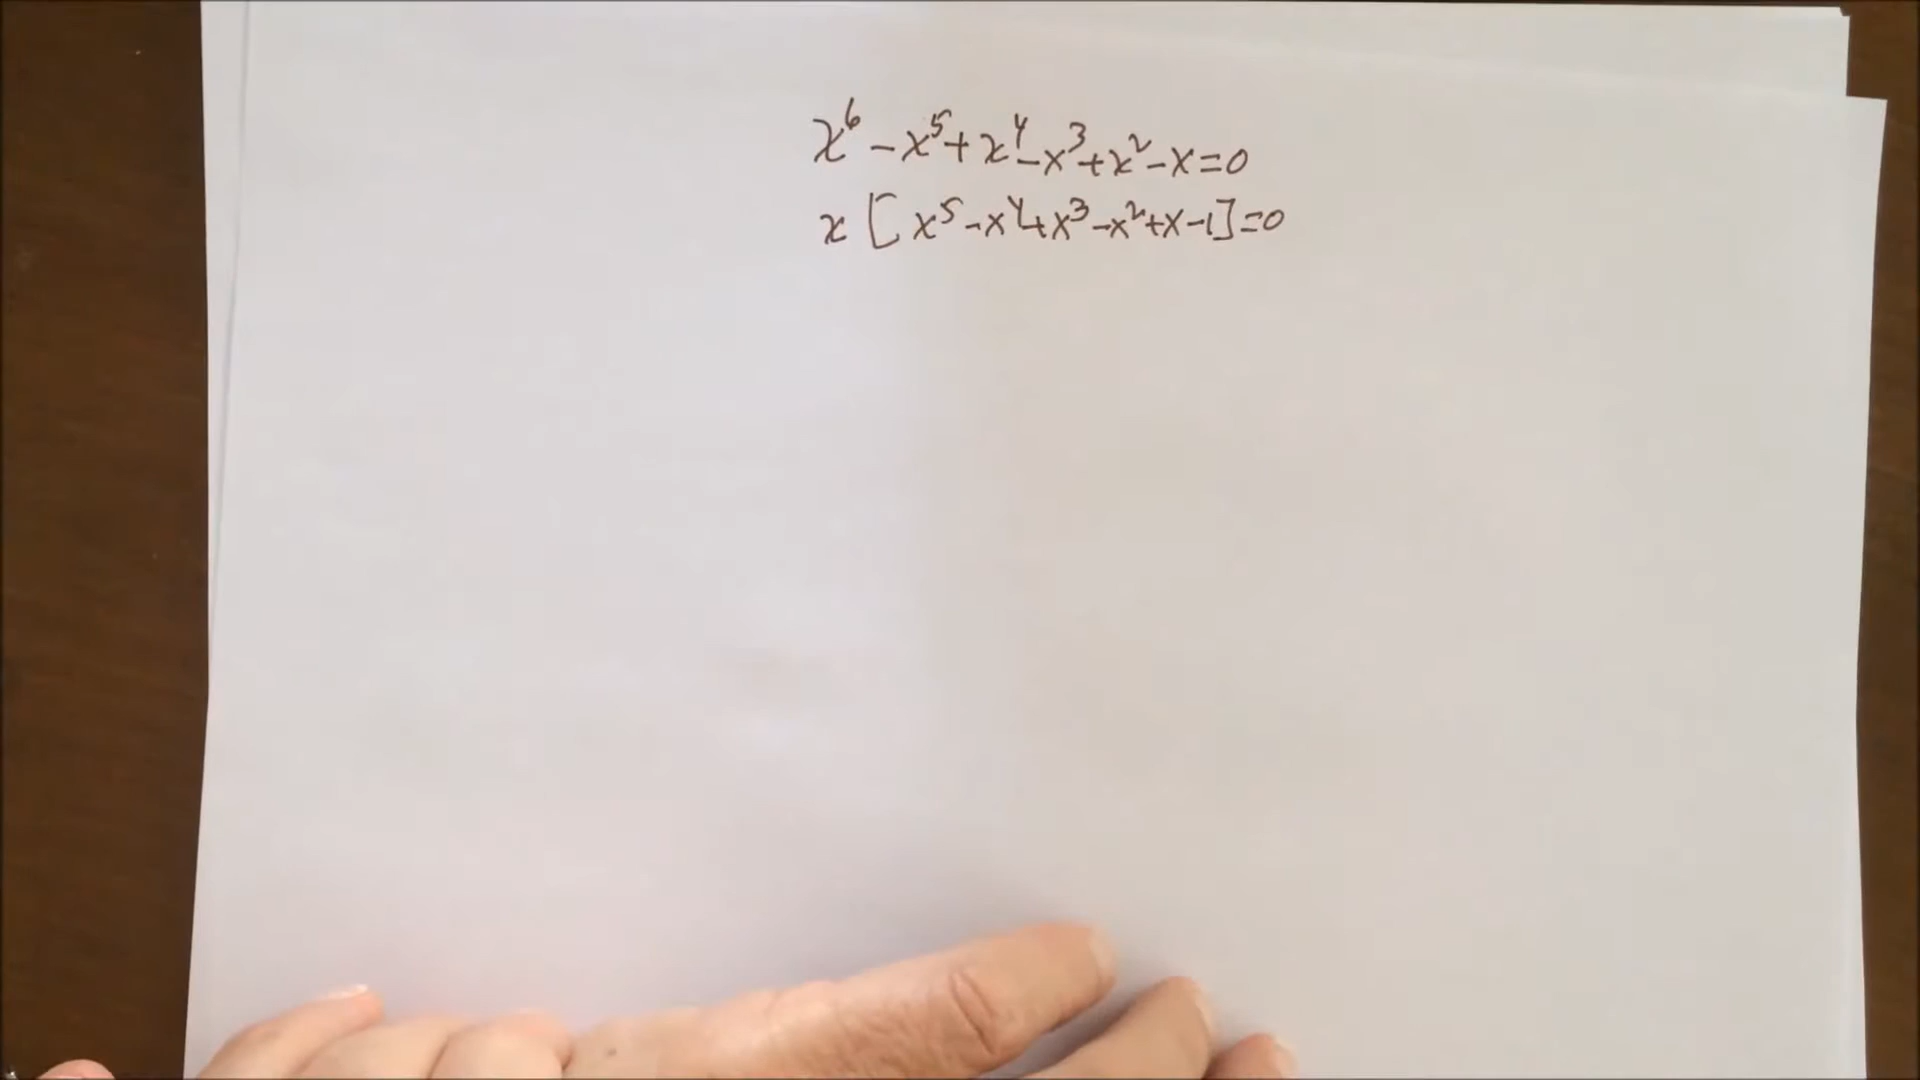 x⁶ - x⁵ + x⁴ - x³ + x² - x = 0
x [x⁵ - x⁴ + x³ - x² + x - 1] = 0